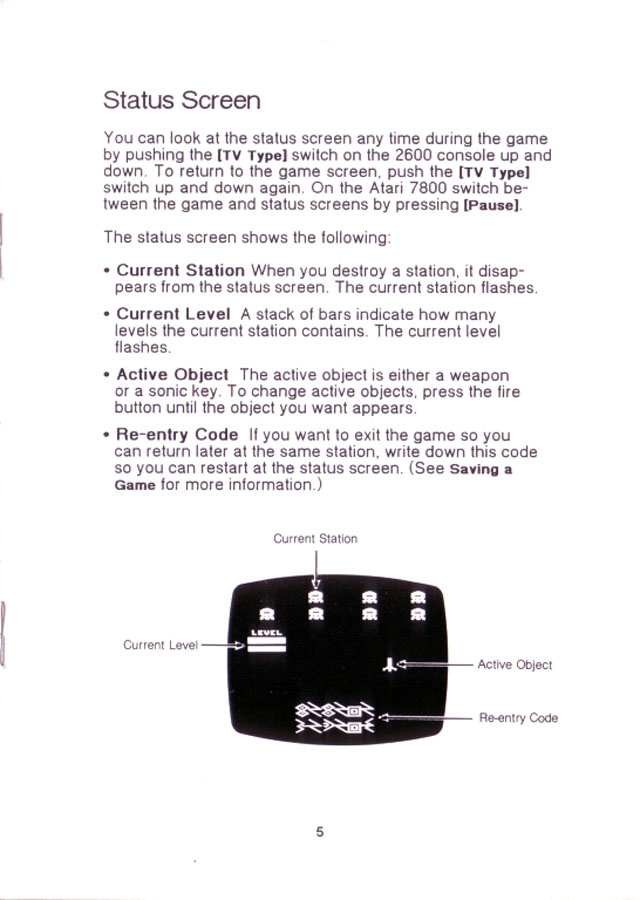 Status Screen
You can look at the status screen any time during the game
by pushing the [TV Type] switch on the 2600 console up and
down. To return to the game screen, push the [TV Type]
switch up and down again. On the Atari 7800 switch be-
tween the game and status screens by pressing [Pause].
The status screen shows the following:
• Current Station When you destroy a station, it disap-
pears from the status screen. The current station flashes.
• Current Level A stack of bars indicate how many
levels the current station contains. The current level
flashes.
• Active Object The active object is either a weapon
or a sonic key. To change active objects, press the fire
button until the object you want appears.
• Re-entry Code If you want to exit the game so you
can return later at the same station, write down this code
so you can restart at the status screen. (See Saving a
Game for more information.)
Current Station
LEVEL
Current Level
Active Object
Re-entry Code
5